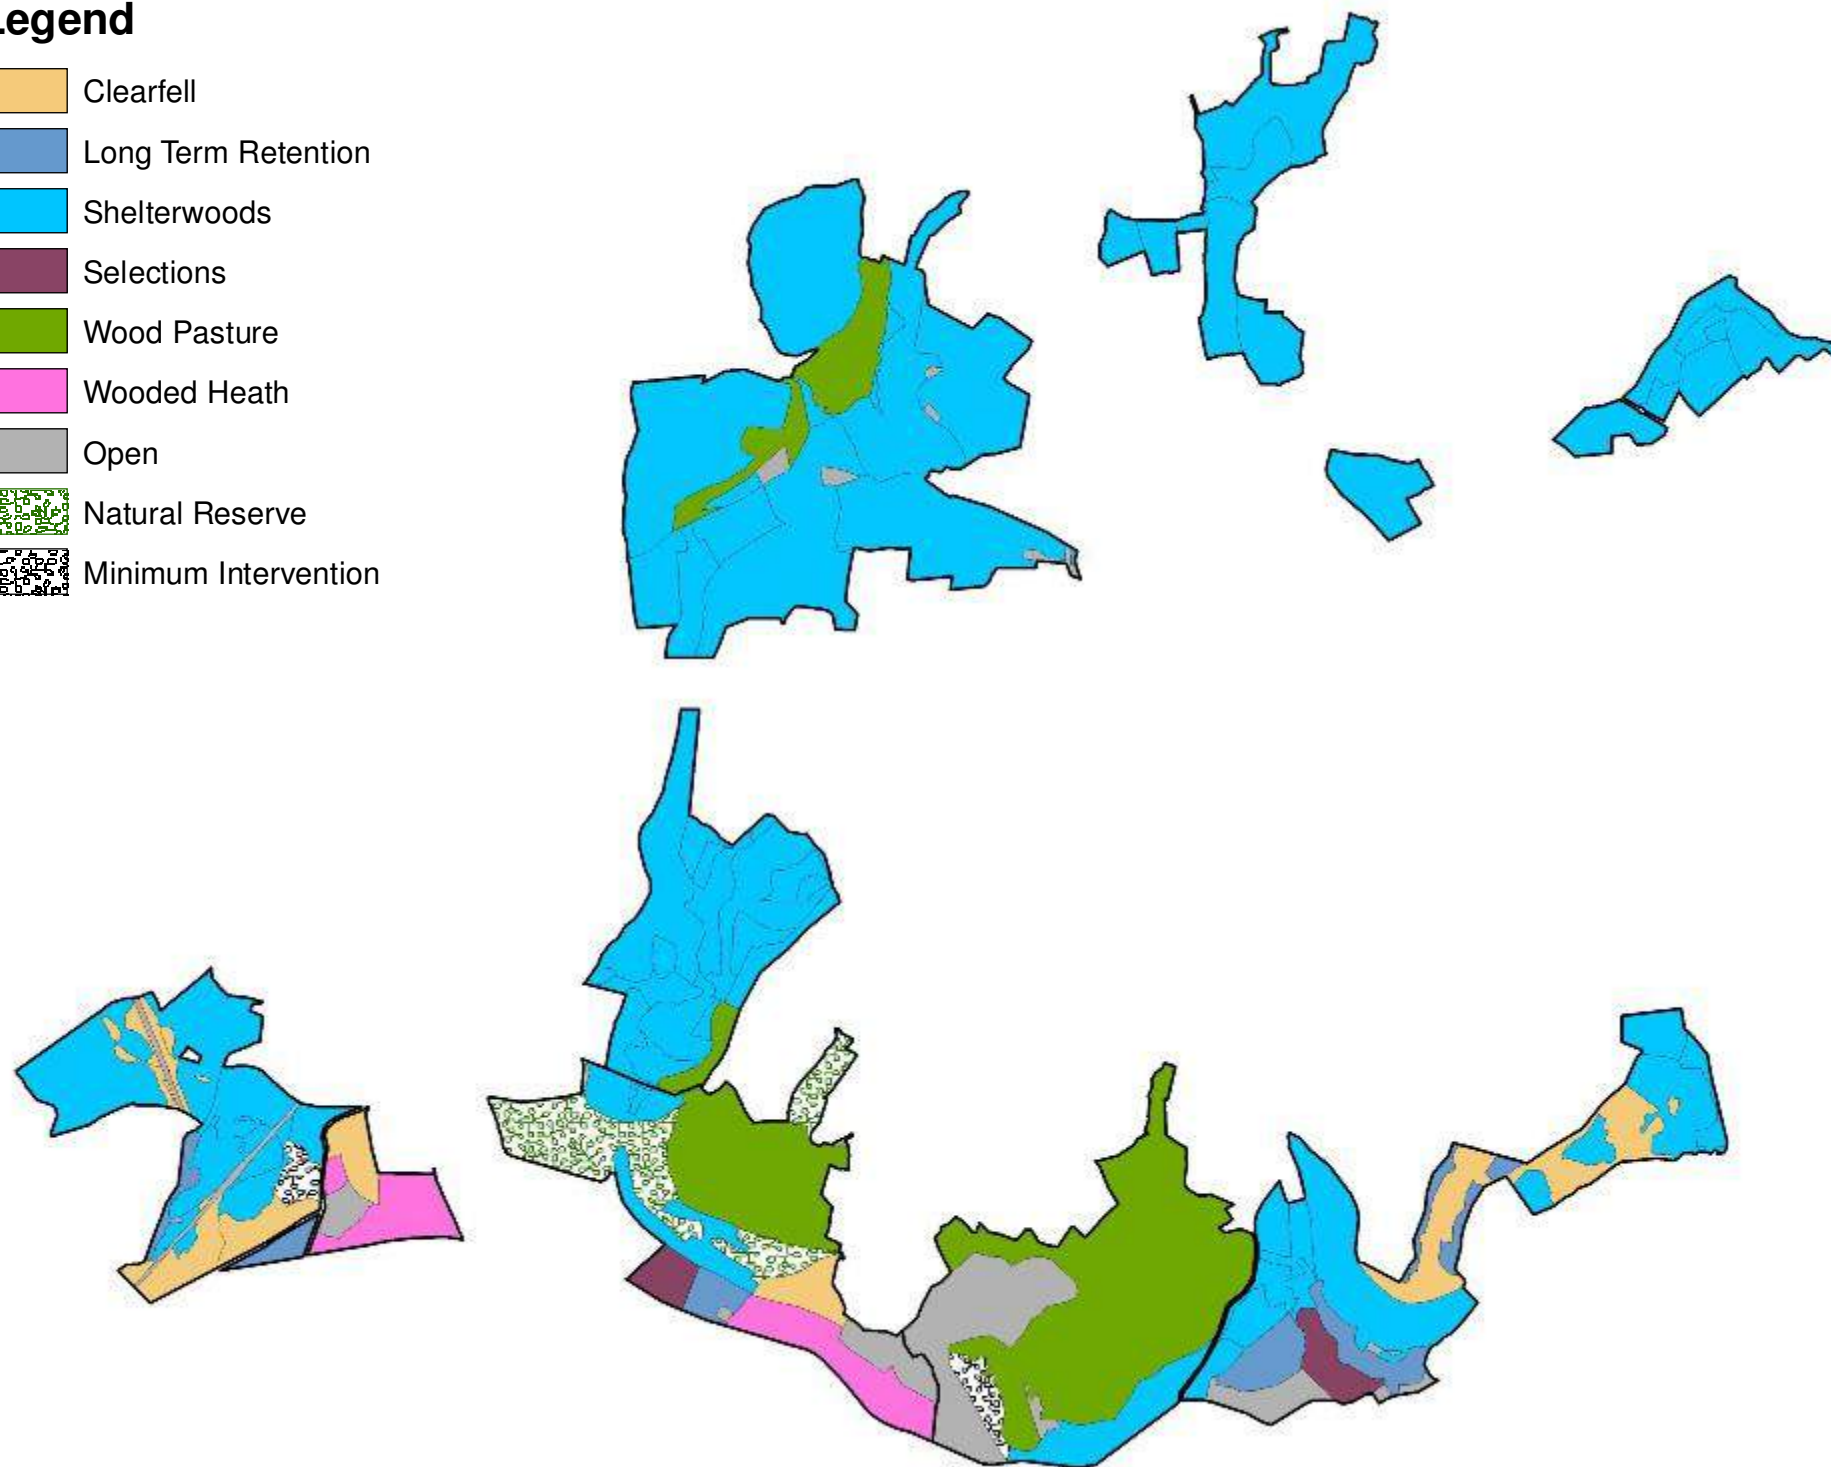 Legend
Clearfell
Long Term Retention
Shelterwoods
Selections
Wood Pasture
Wooded Heath
Open
Natural Reserve
Minimum Intervention